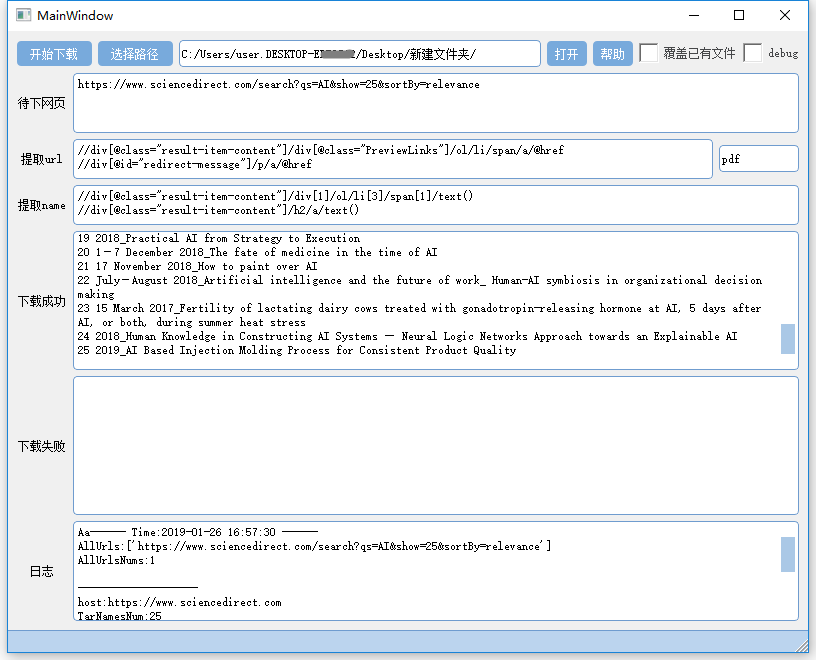 MainWindow
开始下载 选择路径 C:/Users/user.DESKTOP- /Desktop/新建文件夹/ 打开 帮助 覆盖已有文件 debug
待下网页 https://www.sciencedirect.com/search?qs=AI&show=25&sortBy=relevance
提取url
//div[@class="result-item-content"]/div[@class="PreviewLinks"]/ol/li/span/a/@href
//div[@id="redirect-message"]/p/a/@href
pdf
提取name
//div[@class="result-item-content"]/div[1]/ol/li[3]/span[1]/text()
//div[@class="result-item-content"]/h2/a/text()
下载成功
19 2018_Practical AI from Strategy to Execution
20 1-7 December 2018_The fate of medicine in the time of AI
21 17 November 2018_How to paint over AI
22 July-August 2018_Artificial intelligence and the future of work_ Human-AI symbiosis in organizational decision
making
23 15 March 2017_Fertility of lactating dairy cows treated with gonadotropin-releasing hormone at AI, 5 days after
AI, or both, during summer heat stress
24 2018_Human Knowledge in Constructing AI Systems — Neural Logic Networks Approach towards an Explainable AI
25 2019_AI Based Injection Molding Process for Consistent Product Quality
下载失败
日志
Aa------ Time:2019-01-26 16:57:30 ------
AllUrls:['https://www.sciencedirect.com/search?qs=AI&show=25&sortBy=relevance']
AllUrlsNums:1
--------------------
host:https://www.sciencedirect.com
TarNamesNum:25